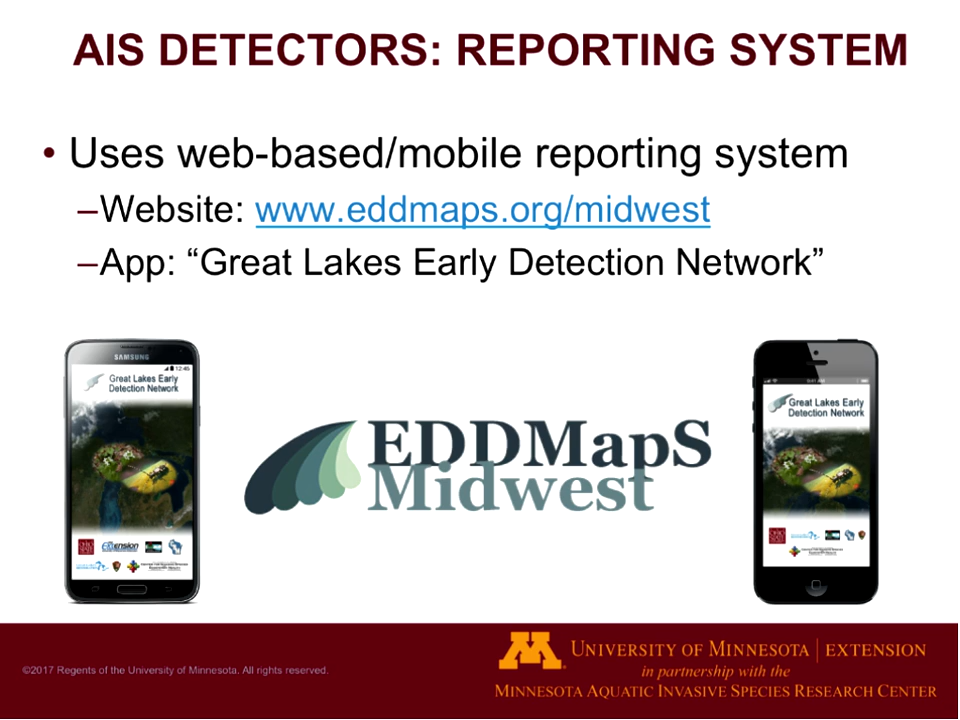 AIS DETECTORS: REPORTING SYSTEM
• Uses web-based/mobile reporting system
–Website: www.eddmaps.org/midwest
–App: “Great Lakes Early Detection Network”
SAMSUNG
12:45
Great Lakes Early
Detection Network
EDDMapS
Midwest
Great Lakes Early
Detection Network
©2017 Regents of the University of Minnesota. All rights reserved.
UNIVERSITY OF MINNESOTA | EXTENSION
in partnership with the
MINNESOTA AQUATIC INVASIVE SPECIES RESEARCH CENTER